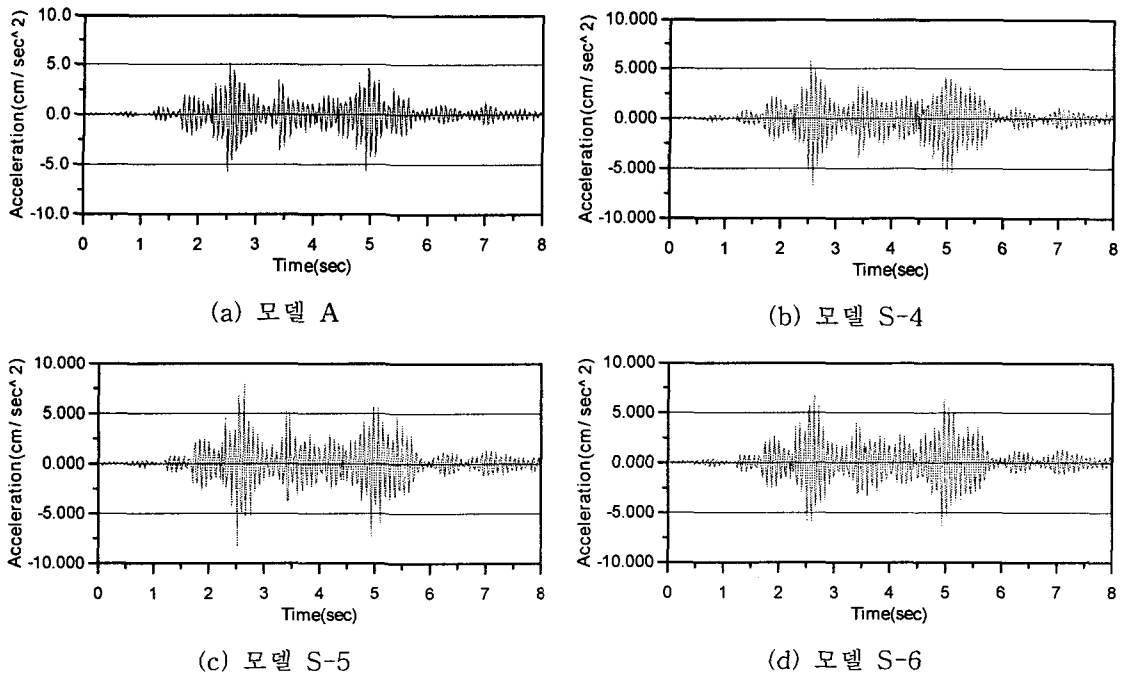 Acceleration(cm/ sec^ 2)
10.0
5.0
0.0
-5.0
-10.0
0 1 2 3 4 5 6 7 8
Time(sec)
(a) 모델 A
Acceleration(cm/ sec^ 2)
10.000
5.000
0.000
-5.000
-10.000
0 1 2 3 4 5 6 7 8
Time(sec)
(b) 모델 S-4
Acceleration(cm/ sec^ 2)
10.000
5.000
0.000
-5.000
-10.000
0 1 2 3 4 5 6 7 8
Time(sec)
(c) 모델 S-5
Acceleration(cm/ sec^ 2)
10.000
5.000
0.000
-5.000
-10.000
0 1 2 3 4 5 6 7 8
Time(sec)
(d) 모델 S-6